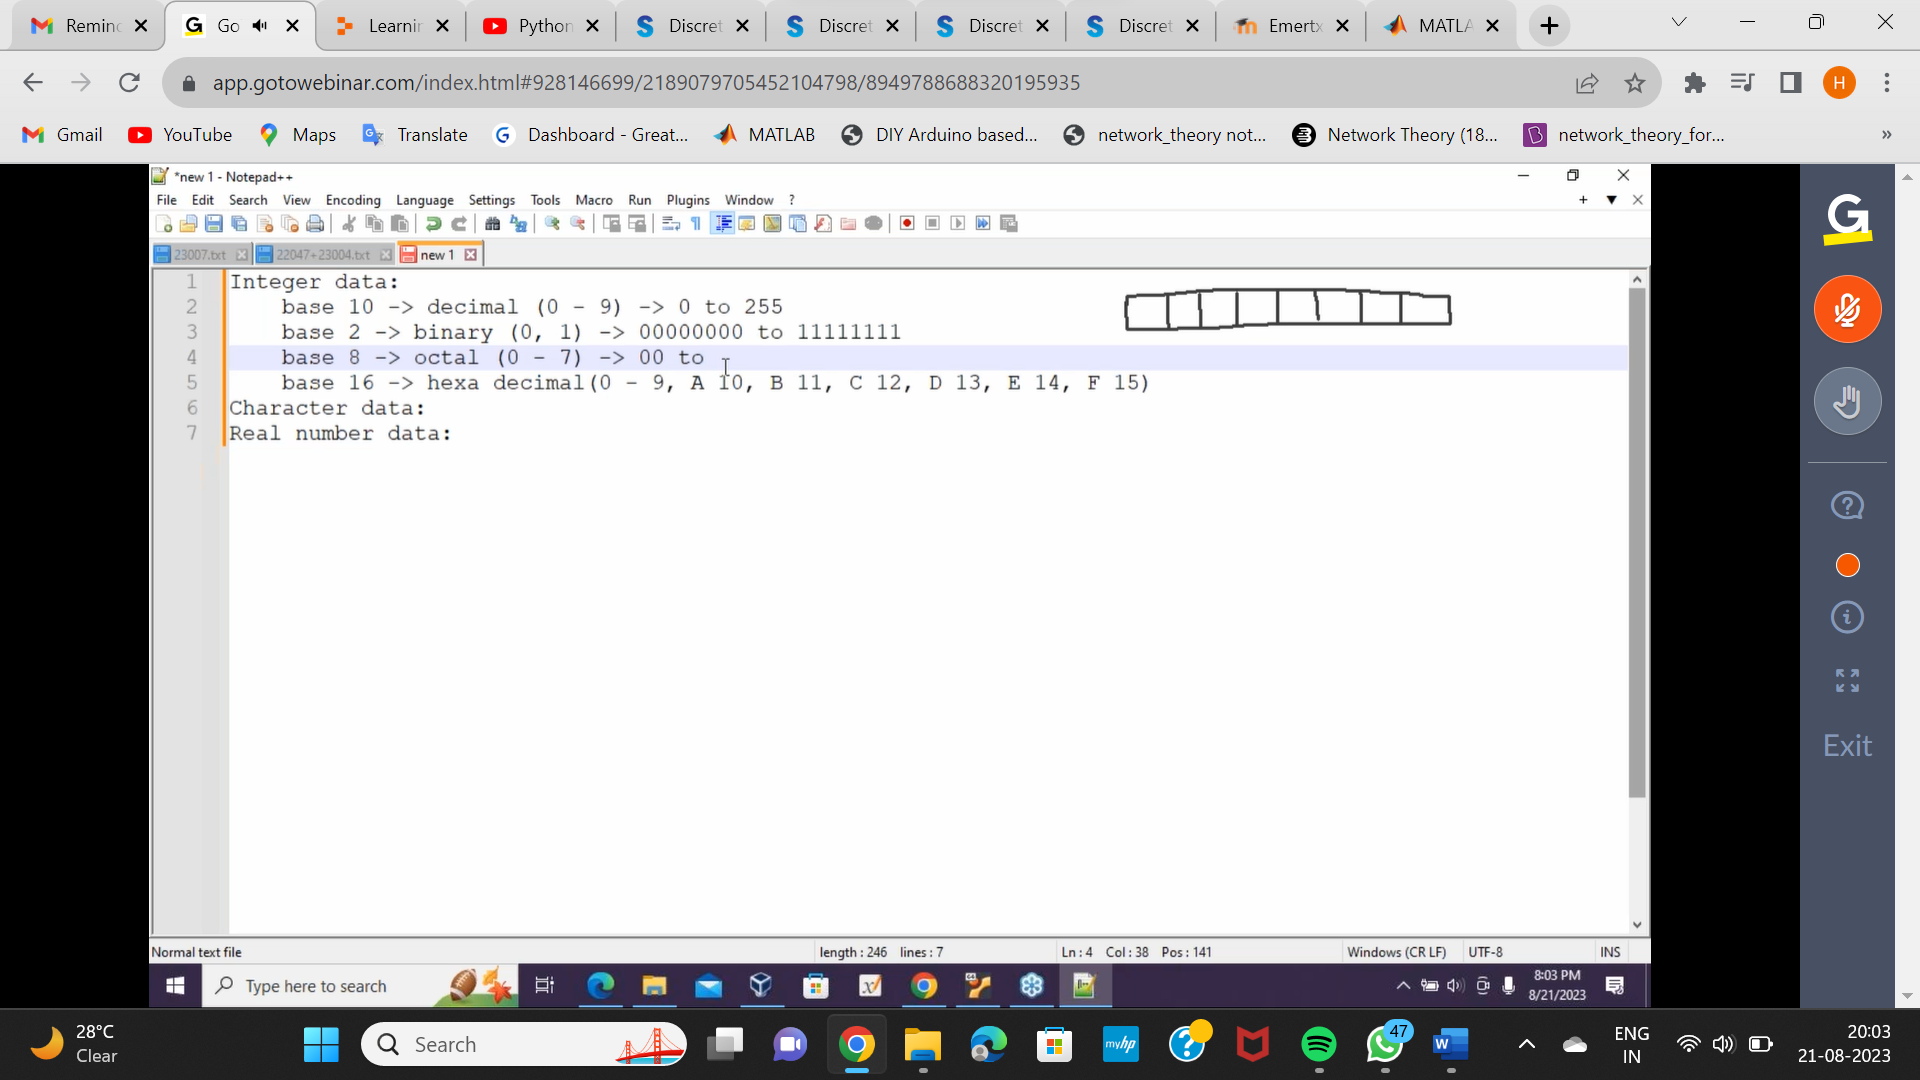 Reminc
Go
Learnir
Python
Discret
Discret
Discret
Discret
Emertx
MATLA
app.gotowebinar.com/index.html#928146699/2189079705452104798/8949788688320195935
H
Gmail
YouTube
Maps
Translate
Dashboard - Great...
MATLAB
DIY Arduino based...
network_theory not...
Network Theory (18...
network_theory_for...
»
*new 1 - Notepad++
File Edit Search View Encoding Language Settings Tools Macro Run Plugins Window ?
23007.txt
22047+23004.txt
new 1
1 Integer data:
2 base 10 -> decimal (0 - 9) -> 0 to 255
3 base 2 -> binary (0, 1) -> 00000000 to 11111111
4 base 8 -> octal (0 - 7) -> 00 to
5 base 16 -> hexa decimal(0 - 9, A 10, B 11, C 12, D 13, E 14, F 15)
6 Character data:
7 Real number data:
Exit
Normal text file
length : 246 lines : 7
Ln : 4 Col : 38 Pos : 141
Windows (CR LF)
UTF-8
INS
Type here to search
8:03 PM
8/21/2023
28°C
Clear
Search
myhp
47
W
ENG
IN
20:03
21-08-2023